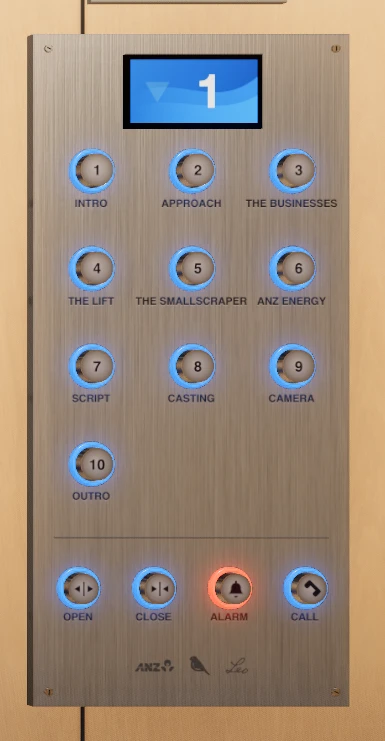 1
1 2 3
INTRO APPROACH THE BUSINESSES
4 5 6
THE LIFT THE SMALLSCRAPER ANZ ENERGY
7 8 9
SCRIPT CASTING CAMERA
10
OUTRO
OPEN CLOSE ALARM CALL
ANZ Leo